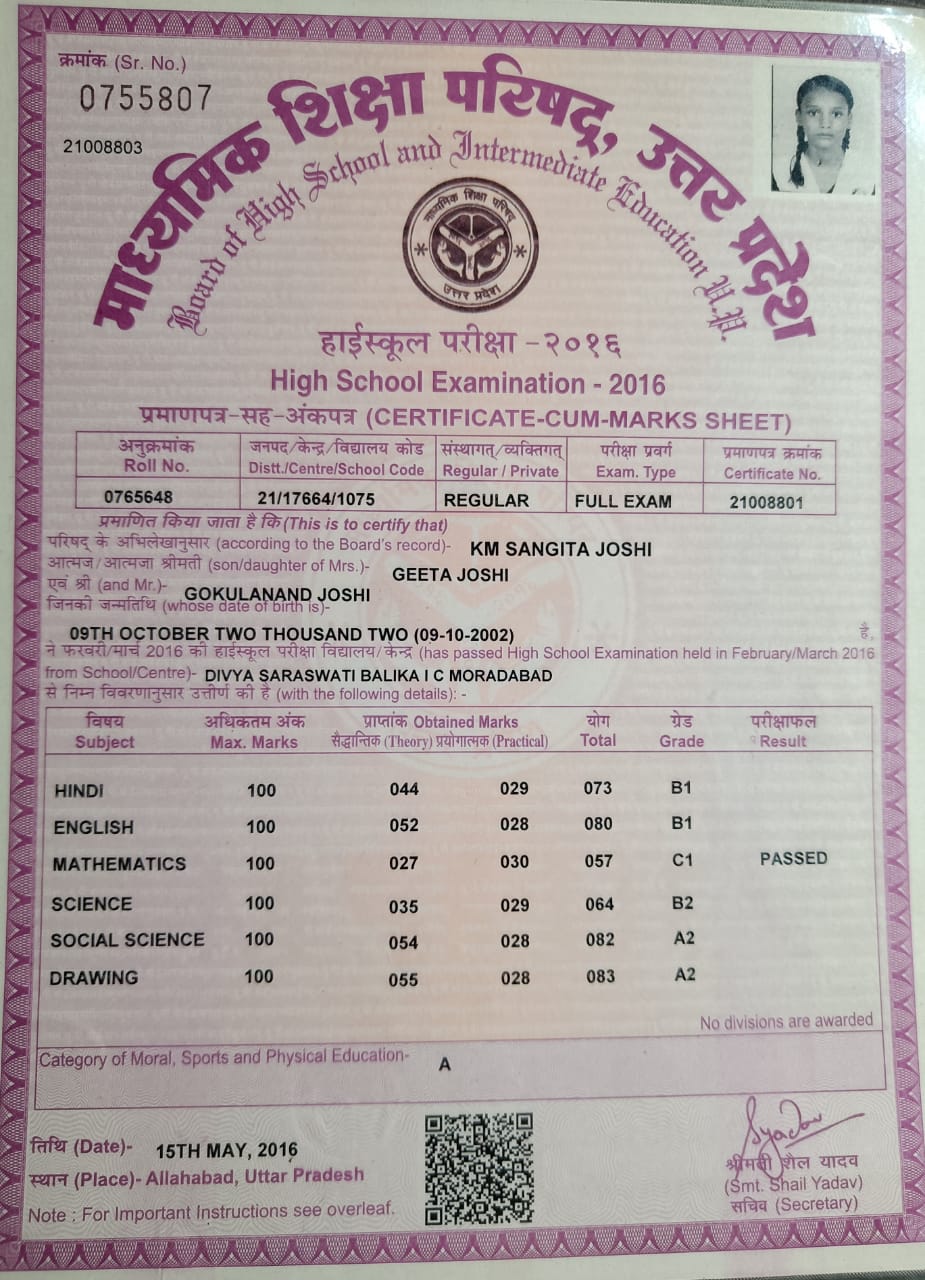 क्रमांक (Sr. No.)
0755807
21008803
माध्यमिक शिक्षा परिषद्, उत्तर प्रदेश
Board of High School and Intermediate Education U.P.
माध्यमिक शिक्षा परिषद्
उत्तर प्रदेश
हाईस्कूल परीक्षा -२०१६
High School Examination - 2016
प्रमाणपत्र-सह-अंकपत्र (CERTIFICATE-CUM-MARKS SHEET)
अनुक्रमांक जनपद/केन्द्र/विद्यालय कोड संस्थागत्/व्यक्तिगत् परीक्षा प्रवर्ग प्रमाणपत्र क्रमांक
Roll No. Distt./Centre/School Code Regular / Private Exam. Type Certificate No.
0765648 21/17664/1075 REGULAR FULL EXAM 21008801
प्रमाणित किया जाता है कि (This is to certify that)
परिषद् के अभिलेखानुसार (according to the Board's record)- KM SANGITA JOSHI
आत्मज/आत्मजा श्रीमती (son/daughter of Mrs.)- GEETA JOSHI
एवं श्री (and Mr.)- GOKULANAND JOSHI
जिनकी जन्मतिथि (whose date of birth is)-
09TH OCTOBER TWO THOUSAND TWO (09-10-2002) है,
ने फरवरी/मार्च 2016 की हाईस्कूल परीक्षा विद्यालय/केन्द्र (has passed High School Examination held in February/March 2016
from School/Centre)- DIVYA SARASWATI BALIKA I C MORADABAD
से निम्न विवरणानुसार उत्तीर्ण की है (with the following details): -
विषय अधिकतम अंक प्राप्तांक Obtained Marks योग ग्रेड परीक्षाफल
Subject Max. Marks सैद्धान्तिक (Theory) प्रयोगात्मक (Practical) Total Grade Result
HINDI 100 044 029 073 B1
ENGLISH 100 052 028 080 B1
MATHEMATICS 100 027 030 057 C1 PASSED
SCIENCE 100 035 029 064 B2
SOCIAL SCIENCE 100 054 028 082 A2
DRAWING 100 055 028 083 A2
No divisions are awarded
Category of Moral, Sports and Physical Education- A
तिथि (Date)- 15TH MAY, 2016
स्थान (Place)- Allahabad, Uttar Pradesh
Note : For Important Instructions see overleaf.
SYadav
श्रीमती शैल यादव
(Smt. Shail Yadav)
सचिव (Secretary)